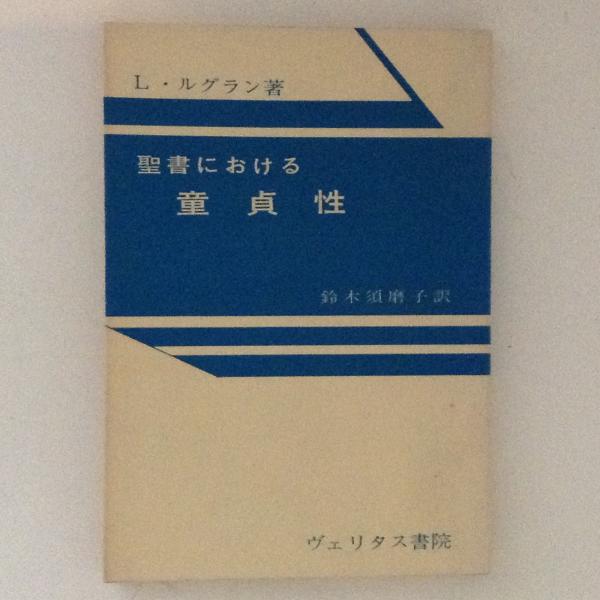 L・ルグラン著
聖書における
童貞性
鈴木須磨子訳
ヴェリタス書院